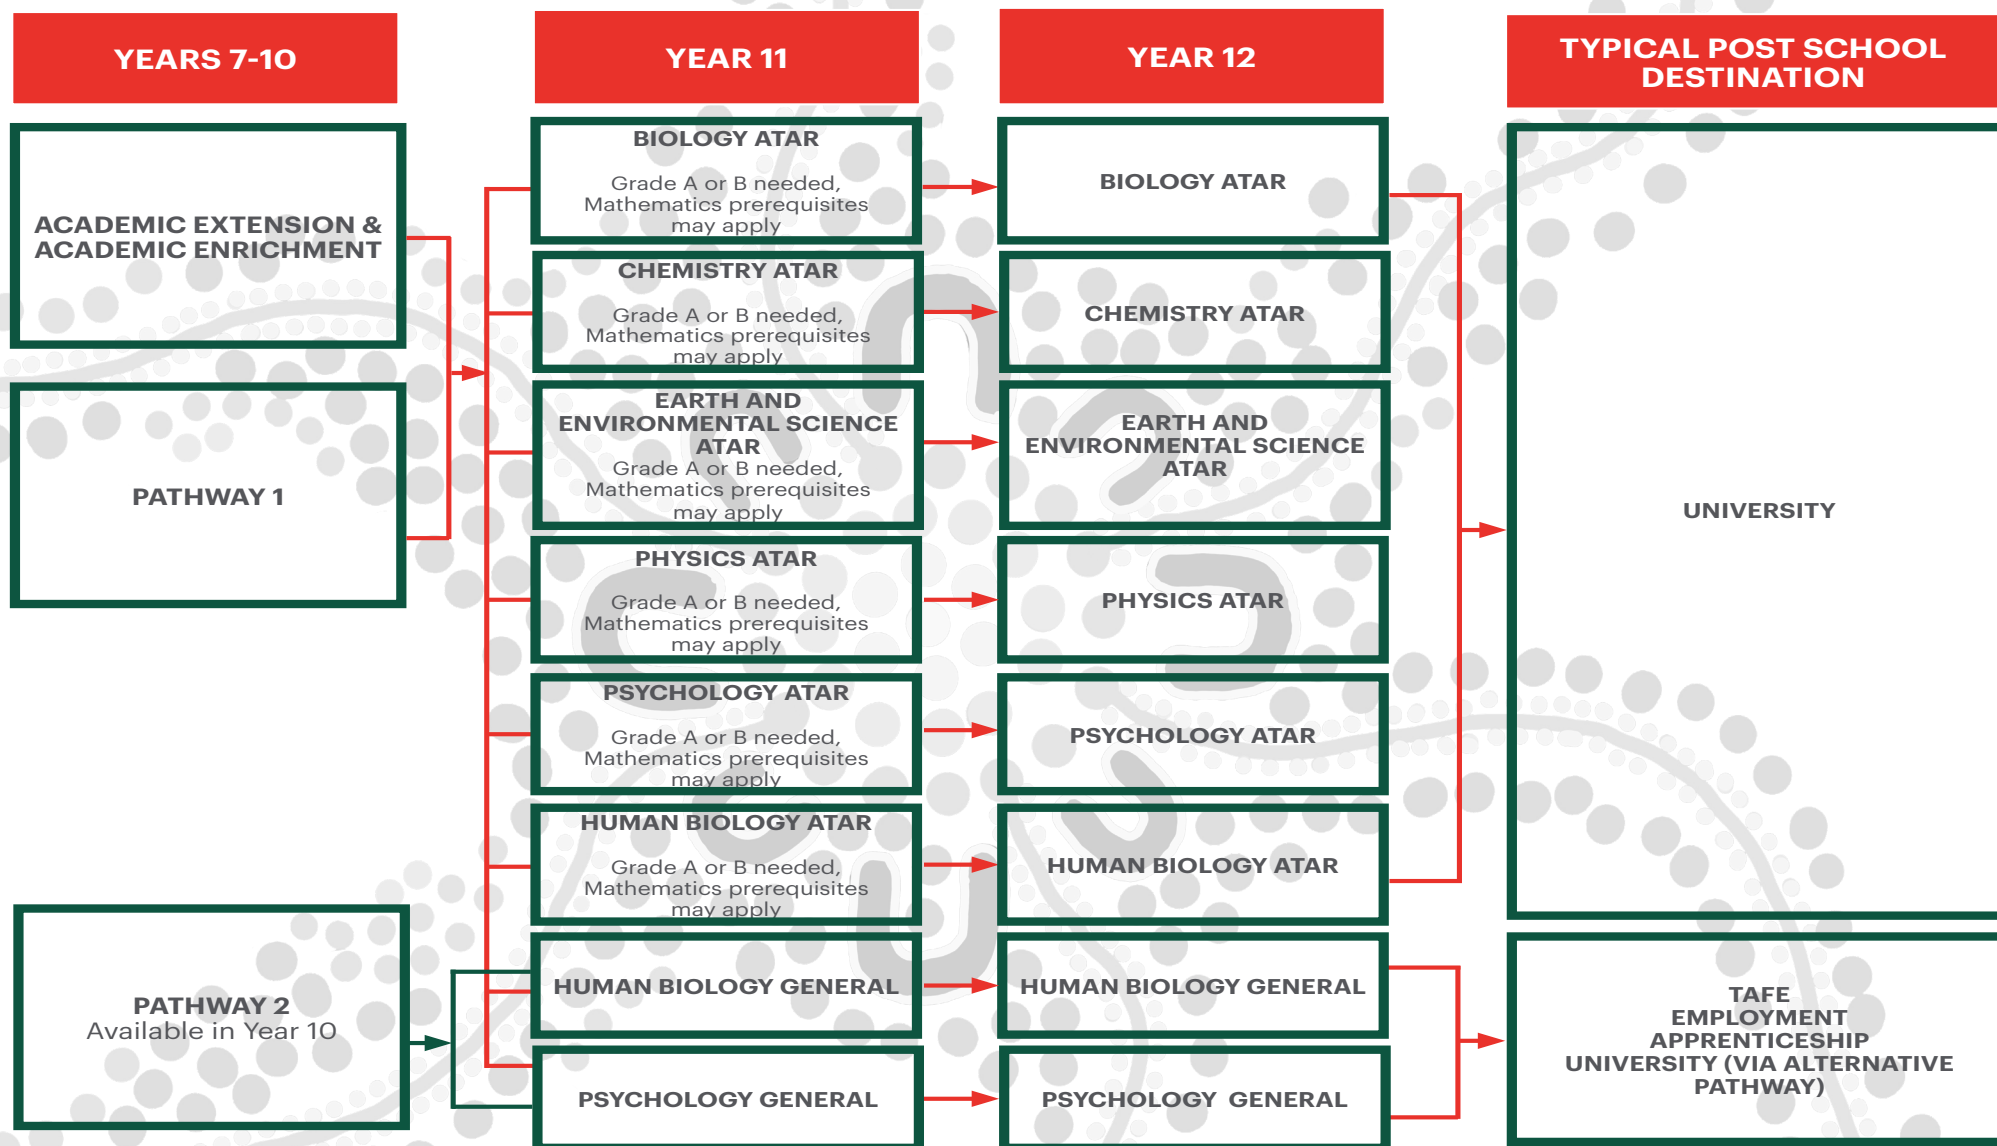 YEARS 7-10
YEAR 11
YEAR 12
TYPICAL POST SCHOOL
DESTINATION
ACADEMIC EXTENSION &
ACADEMIC ENRICHMENT
PATHWAY 1
PATHWAY 2
Available in Year 10
BIOLOGY ATAR
Grade A or B needed,
Mathematics prerequisites
may apply
CHEMISTRY ATAR
Grade A or B needed,
Mathematics prerequisites
may apply
EARTH AND
ENVIRONMENTAL SCIENCE
ATAR
Grade A or B needed,
Mathematics prerequisites
may apply
PHYSICS ATAR
Grade A or B needed,
Mathematics prerequisites
may apply
PSYCHOLOGY ATAR
Grade A or B needed,
Mathematics prerequisites
may apply
HUMAN BIOLOGY ATAR
Grade A or B needed,
Mathematics prerequisites
may apply
HUMAN BIOLOGY GENERAL
PSYCHOLOGY GENERAL
BIOLOGY ATAR
CHEMISTRY ATAR
EARTH AND
ENVIRONMENTAL SCIENCE
ATAR
PHYSICS ATAR
PSYCHOLOGY ATAR
HUMAN BIOLOGY ATAR
HUMAN BIOLOGY GENERAL
PSYCHOLOGY GENERAL
UNIVERSITY
TAFE
EMPLOYMENT
APPRENTICESHIP
UNIVERSITY (VIA ALTERNATIVE
PATHWAY)